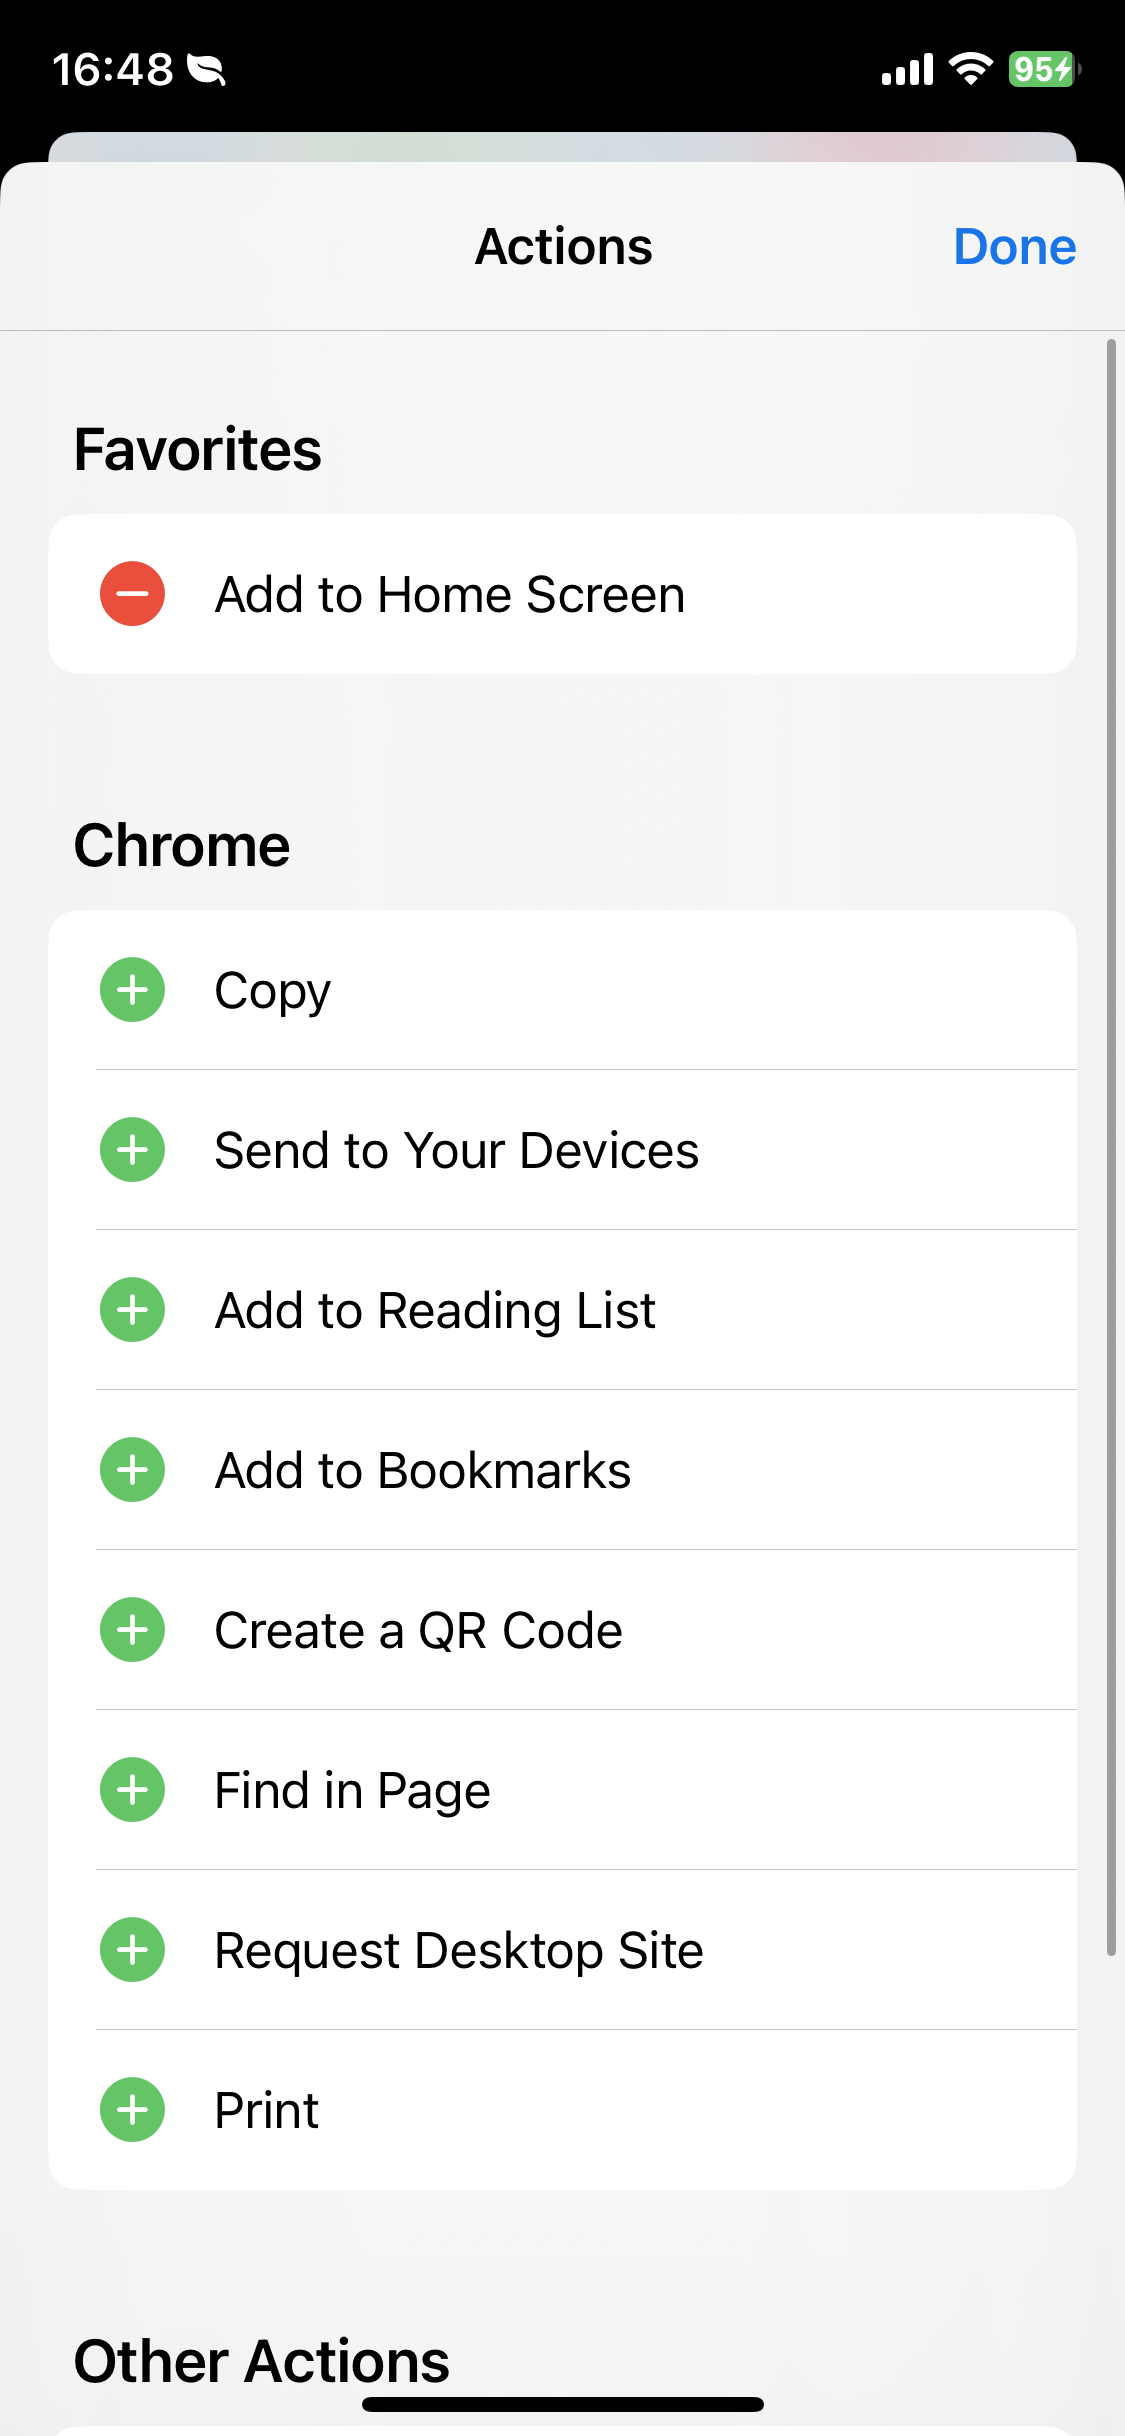 16:48
95
Actions
Done
Favorites
Add to Home Screen
Chrome
Copy
Send to Your Devices
Add to Reading List
Add to Bookmarks
Create a QR Code
Find in Page
Request Desktop Site
Print
Other Actions